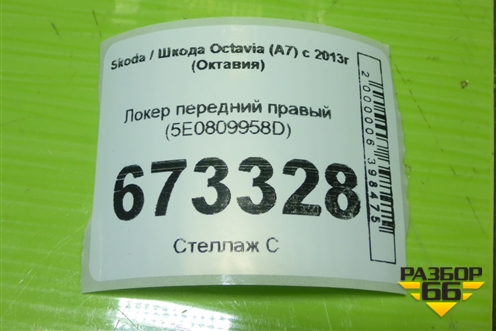 Skoda / Шкода Octavia (A7) с 2013г
(Октавия)
Локер передний правый
(5E0809958D)
673328
Стеллаж С
2000006398475
РАЗБОР
66